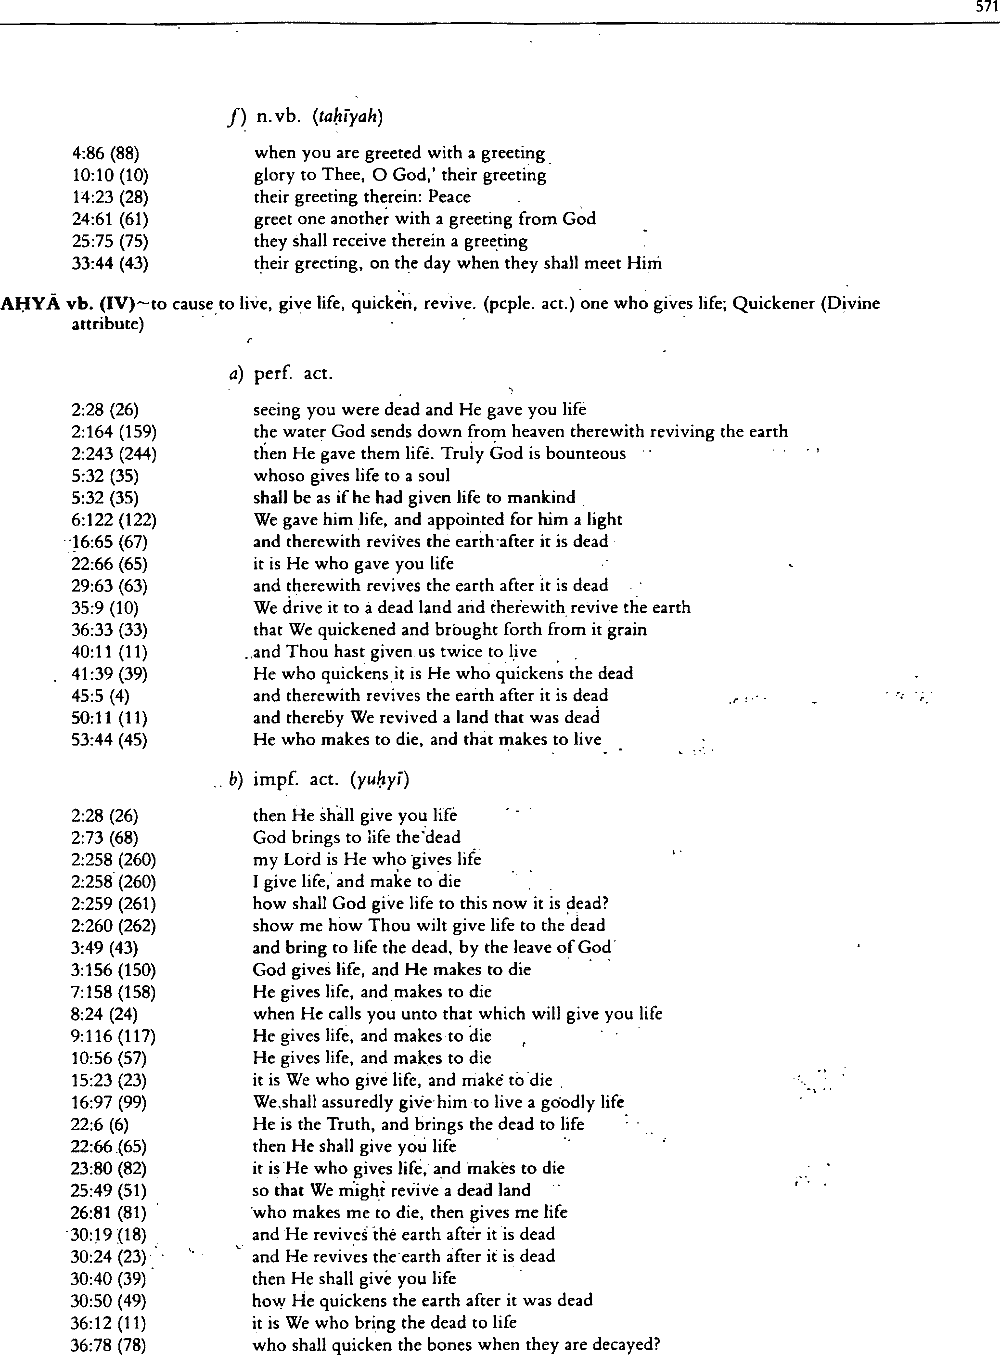 571
f) n.vb. (taḥīyah)
4:86 (88) when you are greeted with a greeting
10:10 (10) glory to Thee, O God,' their greeting
14:23 (28) their greeting therein: Peace
24:61 (61) greet one another with a greeting from God
25:75 (75) they shall receive therein a greeting
33:44 (43) their greeting, on the day when they shall meet Him
AḤYĀ vb. (IV)~to cause to live, give life, quicken, revive. (pcple. act.) one who gives life; Quickener (Divine
attribute)
a) perf. act.
2:28 (26) seeing you were dead and He gave you life
2:164 (159) the water God sends down from heaven therewith reviving the earth
2:243 (244) then He gave them life. Truly God is bounteous
5:32 (35) whoso gives life to a soul
5:32 (35) shall be as if he had given life to mankind
6:122 (122) We gave him life, and appointed for him a light
16:65 (67) and therewith revives the earth after it is dead
22:66 (65) it is He who gave you life
29:63 (63) and therewith revives the earth after it is dead
35:9 (10) We drive it to a dead land and therewith revive the earth
36:33 (33) that We quickened and brought forth from it grain
40:11 (11) and Thou hast given us twice to live
41:39 (39) He who quickens it is He who quickens the dead
45:5 (4) and therewith revives the earth after it is dead
50:11 (11) and thereby We revived a land that was dead
53:44 (45) He who makes to die, and that makes to live
b) impf. act. (yuḥyī)
2:28 (26) then He shall give you life
2:73 (68) God brings to life the dead
2:258 (260) my Lord is He who gives life
2:258 (260) I give life, and make to die
2:259 (261) how shall God give life to this now it is dead?
2:260 (262) show me how Thou wilt give life to the dead
3:49 (43) and bring to life the dead, by the leave of God
3:156 (150) God gives life, and He makes to die
7:158 (158) He gives life, and makes to die
8:24 (24) when He calls you unto that which will give you life
9:116 (117) He gives life, and makes to die
10:56 (57) He gives life, and makes to die
15:23 (23) it is We who give life, and make to die
16:97 (99) We shall assuredly give him to live a goodly life
22:6 (6) He is the Truth, and brings the dead to life
22:66 (65) then He shall give you life
23:80 (82) it is He who gives life, and makes to die
25:49 (51) so that We might revive a dead land
26:81 (81) who makes me to die, then gives me life
30:19 (18) and He revives the earth after it is dead
30:24 (23) and He revives the earth after it is dead
30:40 (39) then He shall give you life
30:50 (49) how He quickens the earth after it was dead
36:12 (11) it is We who bring the dead to life
36:78 (78) who shall quicken the bones when they are decayed?